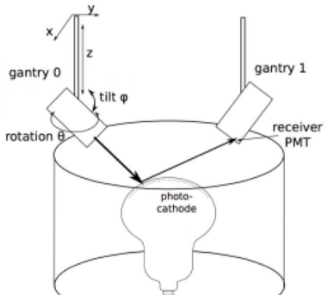 y
x
z
gantry 0
gantry 1
tilt φ
rotation θ
receiver
PMT
photo-
cathode